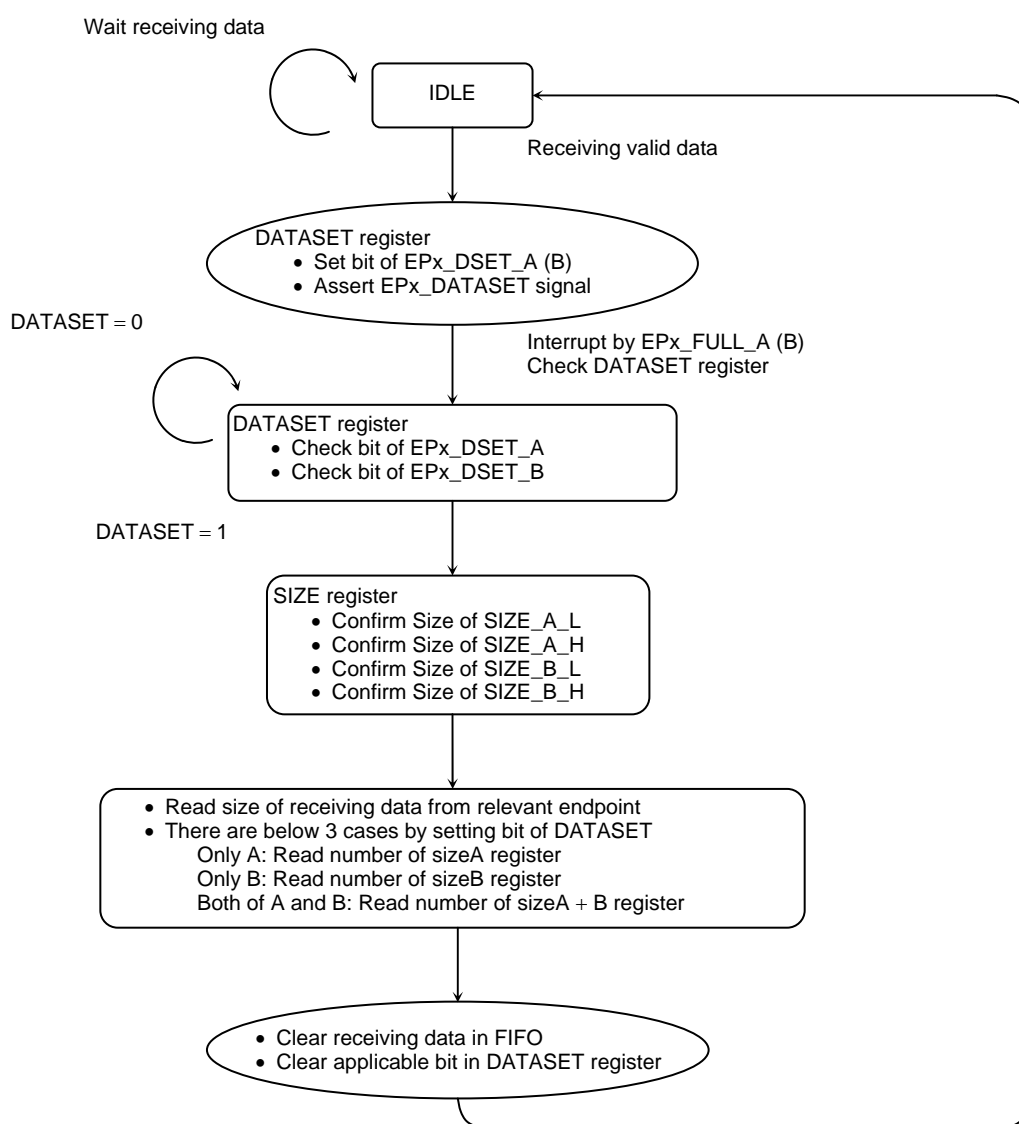 Wait receiving data
IDLE
Receiving valid data
DATASET register
• Set bit of EPx_DSET_A (B)
• Assert EPx_DATASET signal
DATASET = 0
Interrupt by EPx_FULL_A (B)
Check DATASET register
DATASET register
• Check bit of EPx_DSET_A
• Check bit of EPx_DSET_B
DATASET = 1
SIZE register
• Confirm Size of SIZE_A_L
• Confirm Size of SIZE_A_H
• Confirm Size of SIZE_B_L
• Confirm Size of SIZE_B_H
• Read size of receiving data from relevant endpoint
• There are below 3 cases by setting bit of DATASET
Only A: Read number of sizeA register
Only B: Read number of sizeB register
Both of A and B: Read number of sizeA + B register
• Clear receiving data in FIFO
• Clear applicable bit in DATASET register